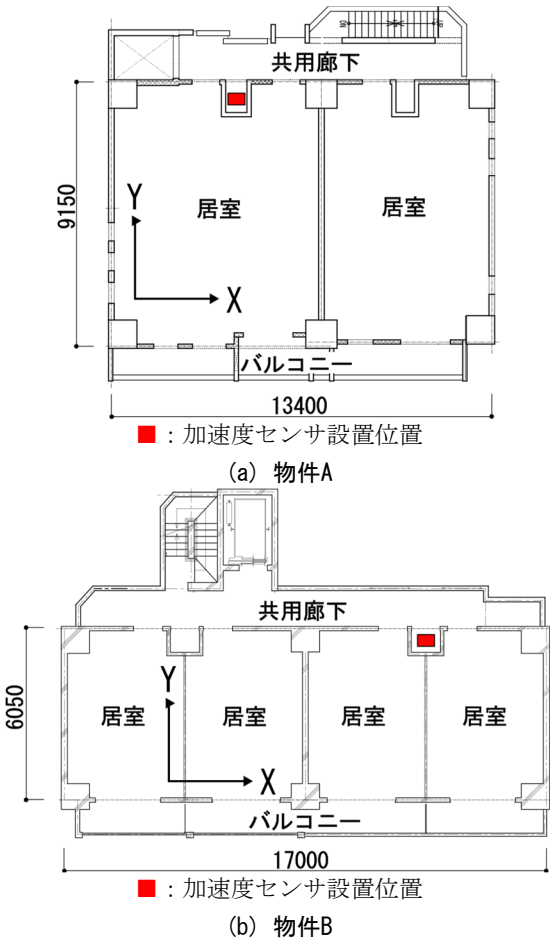 共用廊下
9150
Y
居室
居室
X
バルコニー
13400
■：加速度センサ設置位置
(a) 物件A
共用廊下
6050
Y
居室
居室
居室
居室
X
バルコニー
17000
■：加速度センサ設置位置
(b) 物件B